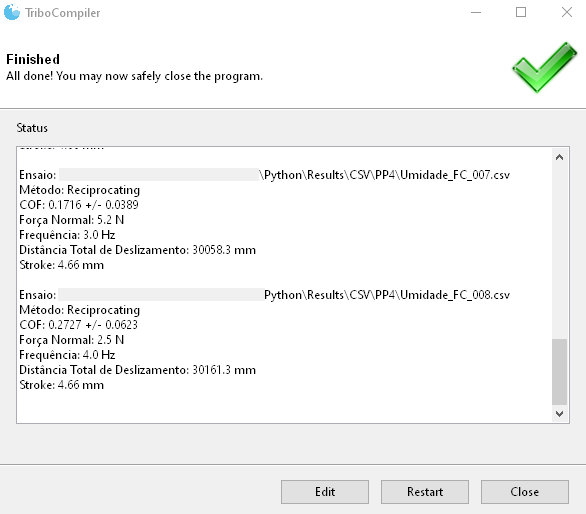 TriboCompiler
Finished
All done! You may now safely close the program.
Status
Ensaio: \Python\Results\CSV\PP4\Umidade_FC_007.csv
Método: Reciprocating
COF: 0.1716 +/- 0.0389
Força Normal: 5.2 N
Frequência: 3.0 Hz
Distância Total de Deslizamento: 30058.3 mm
Stroke: 4.66 mm
Ensaio: Python\Results\CSV\PP4\Umidade_FC_008.csv
Método: Reciprocating
COF: 0.2727 +/- 0.0623
Força Normal: 2.5 N
Frequência: 4.0 Hz
Distância Total de Deslizamento: 30161.3 mm
Stroke: 4.66 mm
Edit
Restart
Close